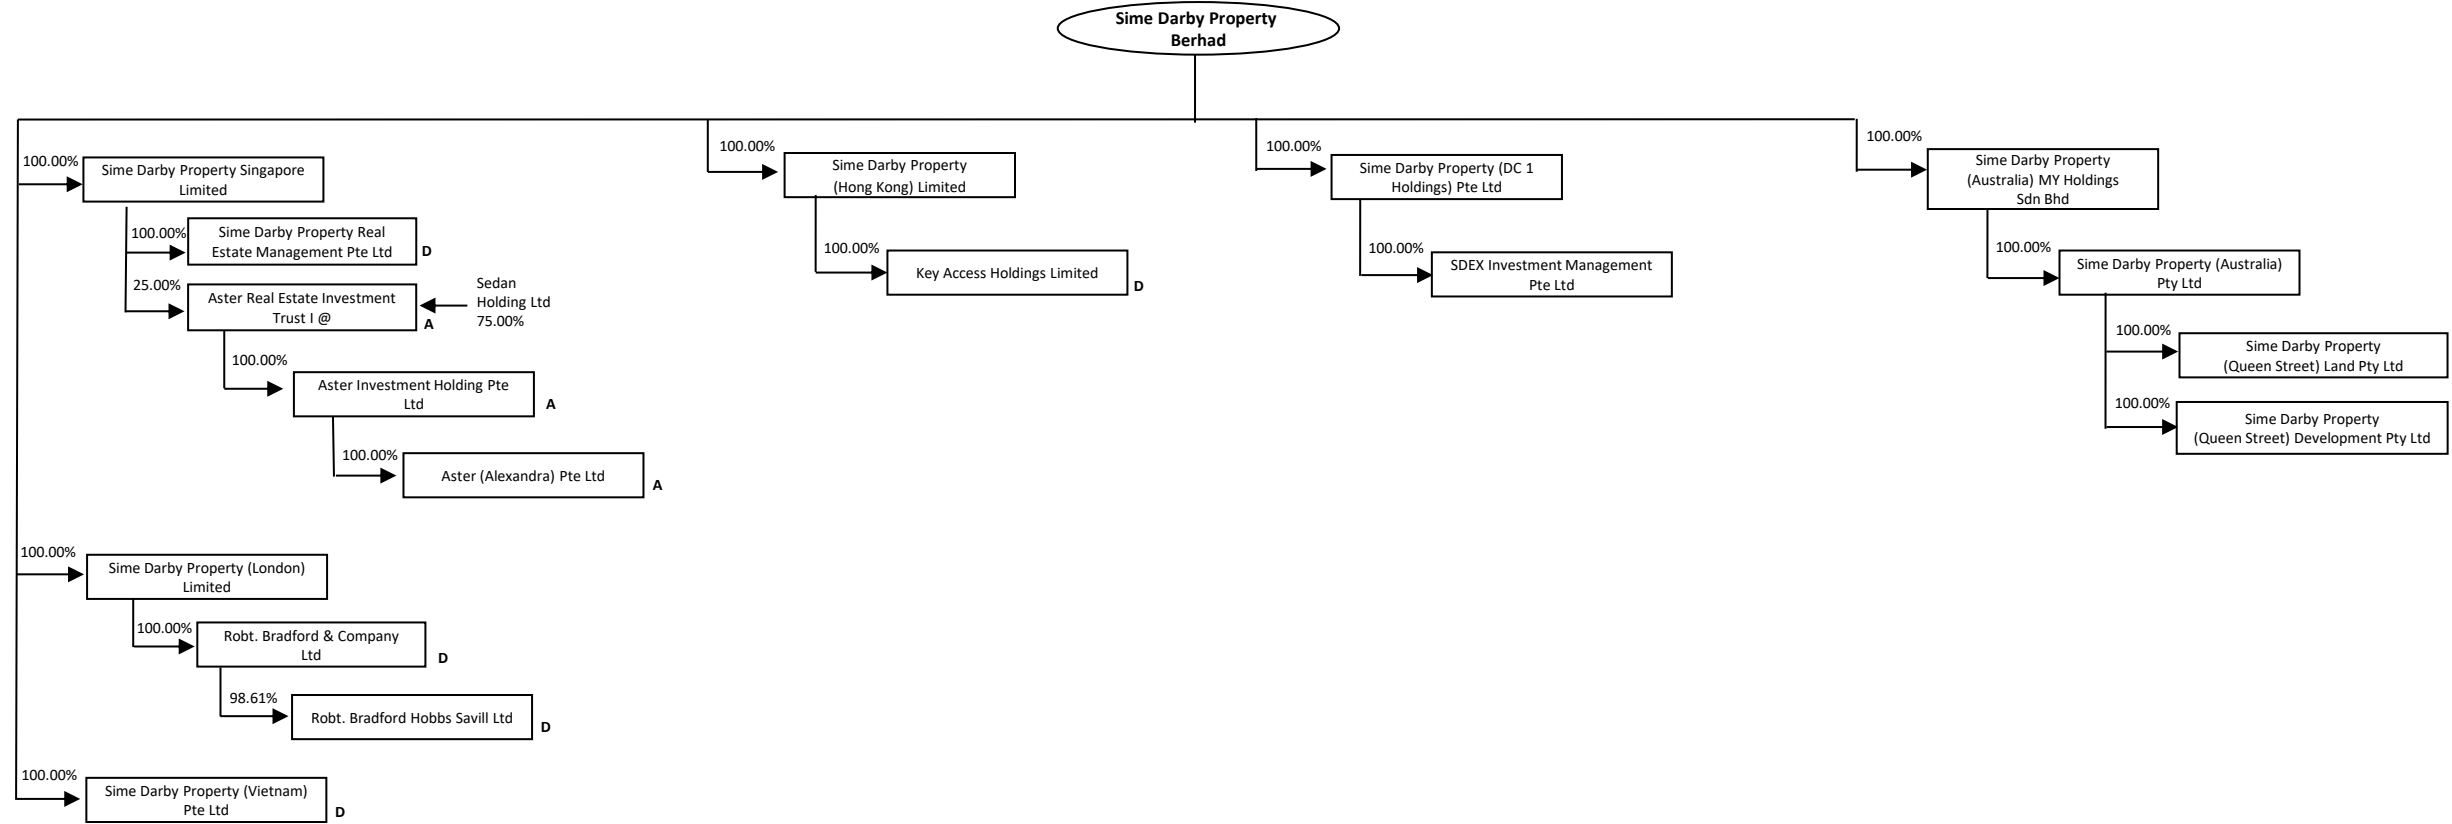 Sime Darby Property
Berhad
100.00%
Sime Darby Property Singapore
Limited
100.00%
Sime Darby Property Real
Estate Management Pte Ltd
D
25.00%
Aster Real Estate Investment
Trust I @
A
Sedan
Holding Ltd
75.00%
100.00%
Aster Investment Holding Pte
Ltd
A
100.00%
Aster (Alexandra) Pte Ltd
A
100.00%
Sime Darby Property (London)
Limited
100.00%
Robt. Bradford & Company
Ltd
D
98.61%
Robt. Bradford Hobbs Savill Ltd
D
100.00%
Sime Darby Property (Vietnam)
Pte Ltd
D
100.00%
Sime Darby Property
(Hong Kong) Limited
100.00%
Key Access Holdings Limited
D
100.00%
Sime Darby Property (DC 1
Holdings) Pte Ltd
100.00%
SDEX Investment Management
Pte Ltd
100.00%
Sime Darby Property
(Australia) MY Holdings
Sdn Bhd
100.00%
Sime Darby Property (Australia)
Pty Ltd
100.00%
Sime Darby Property
(Queen Street) Land Pty Ltd
100.00%
Sime Darby Property
(Queen Street) Development Pty Ltd